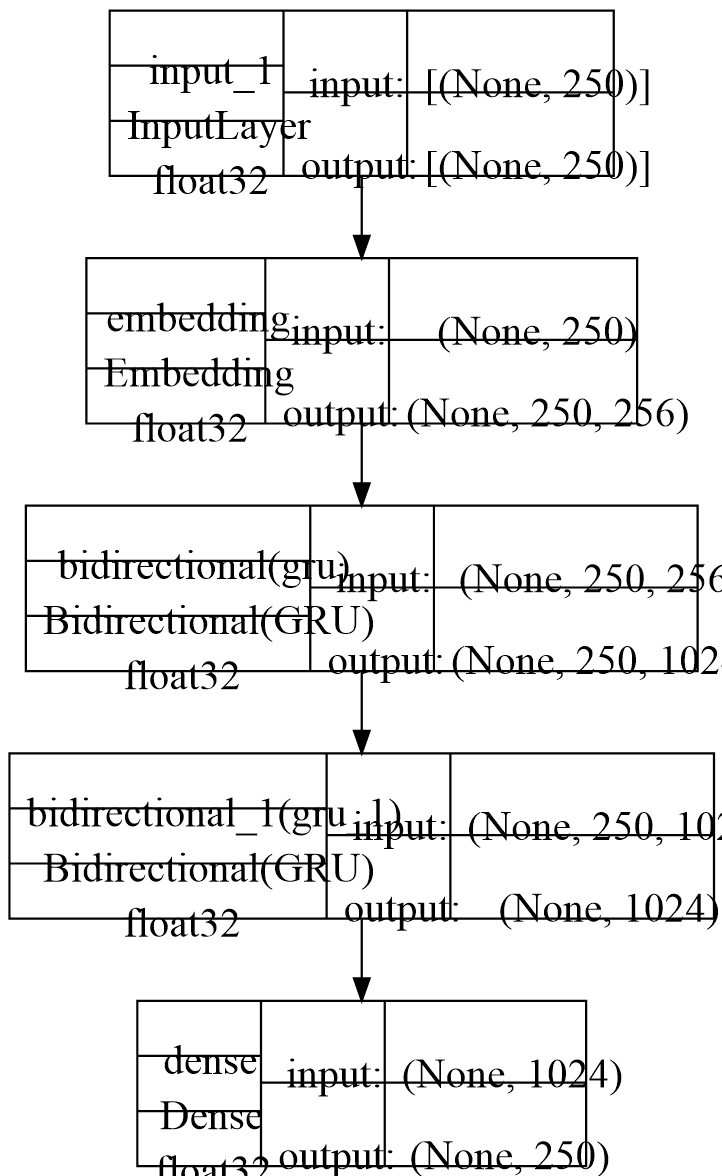 input_1
InputLayer
float32
input: [(None, 250)]
output: [(None, 250)]
embedding
Embedding
float32
input: (None, 250)
output: (None, 250, 256)
bidirectional(gru)
Bidirectional(GRU)
float32
input: (None, 250, 256
output: (None, 250, 102
bidirectional_1(gru_1)
Bidirectional(GRU)
float32
input: (None, 250, 102
output: (None, 1024)
dense
Dense
float32
input: (None, 1024)
output: (None, 250)